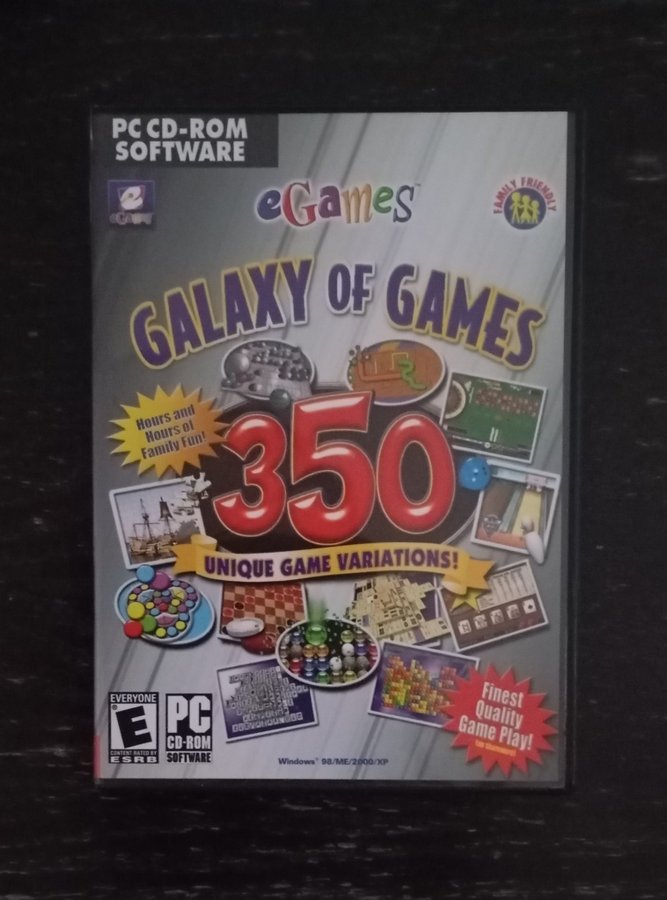 PC CD-ROM
SOFTWARE
eGames™
FAMILY FRIENDLY
GALAXY OF GAMES
Hours and
Hours of
Family Fun!
350
UNIQUE GAME VARIATIONS!
EVERYONE
E
CONTENT RATED BY
ESRB
PC
CD-ROM
SOFTWARE
Finest
Quality
Game Play!
Windows® 98/ME/2000/XP